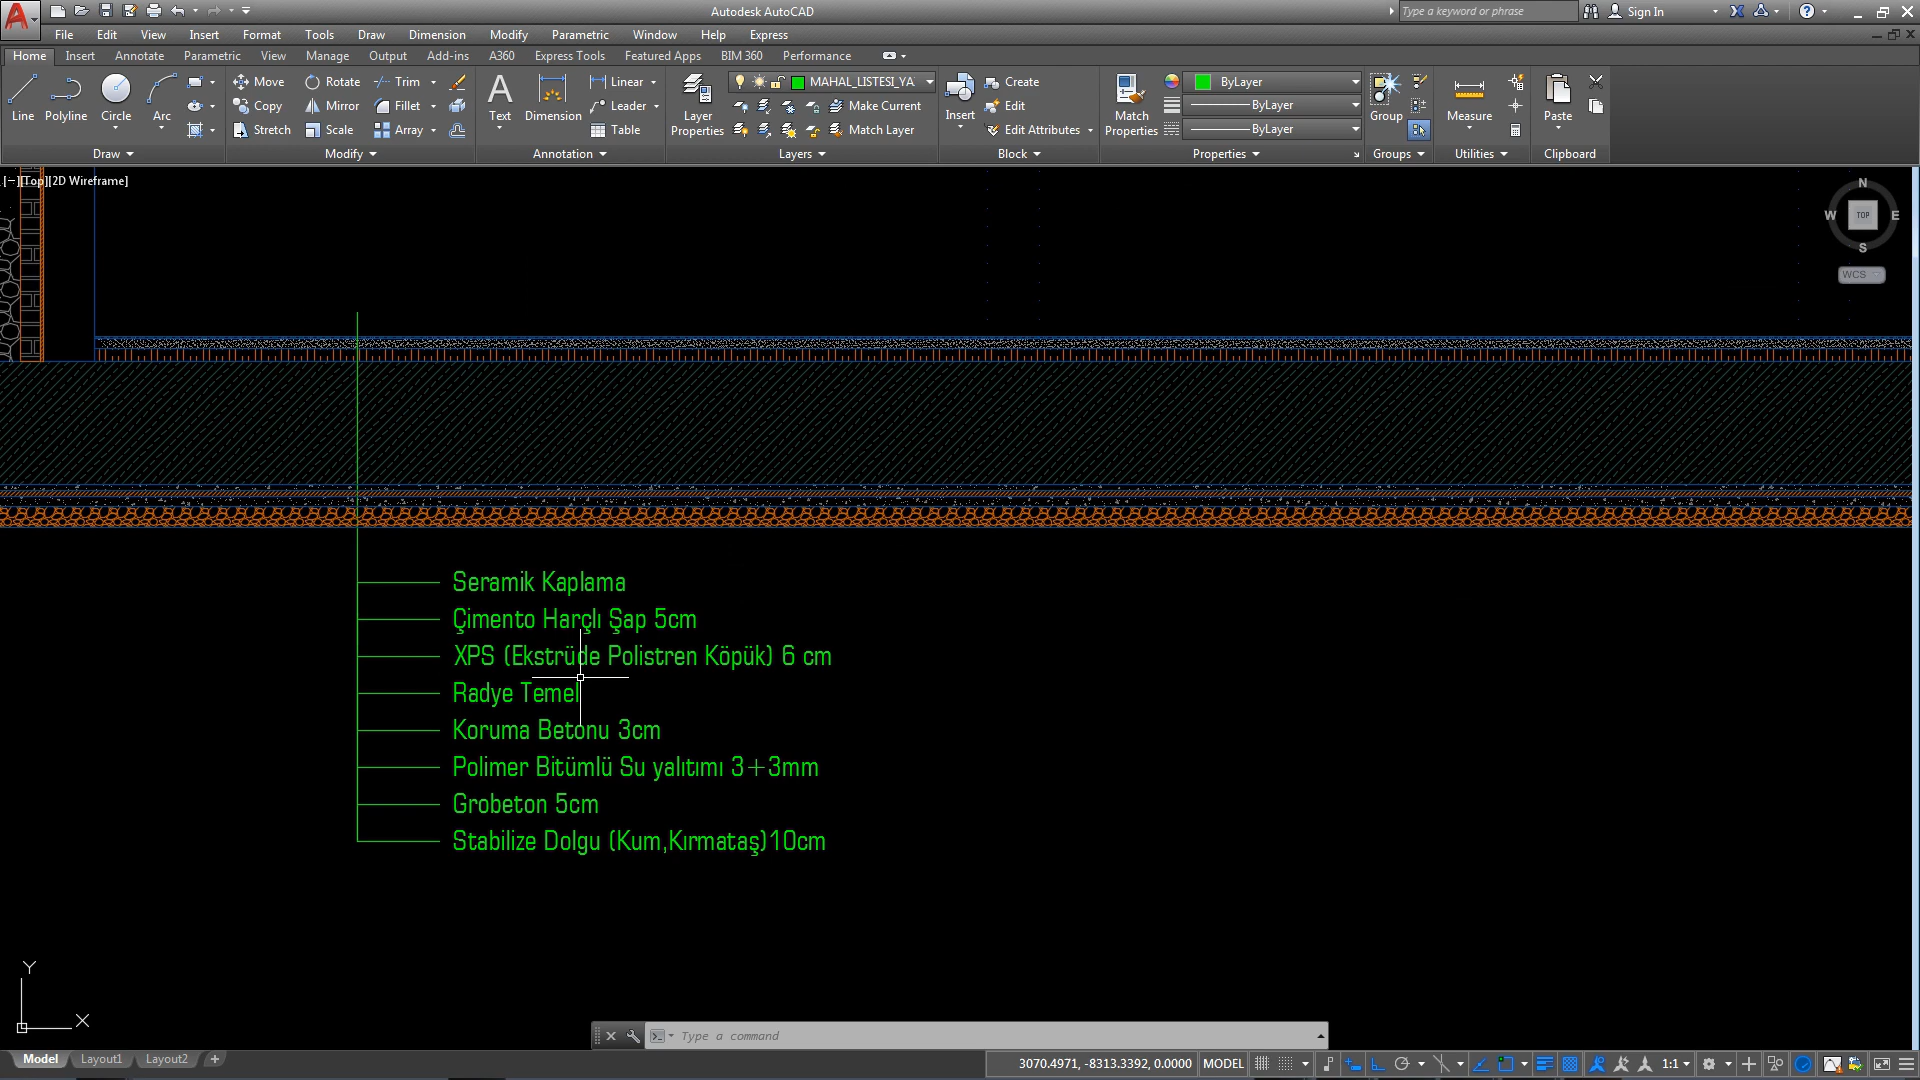 Autodesk AutoCAD
Type a keyword or phrase
Sign In
File Edit View Insert Format Tools Draw Dimension Modify Parametric Window Help Express
Home Insert Annotate Parametric View Manage Output Add-ins A360 Express Tools Featured Apps BIM 360 Performance
Line Polyline Circle Arc
Draw
Move Rotate Trim
Copy Mirror Fillet
Stretch Scale Array
Modify
Text Dimension
Linear
Leader
Table
Annotation
Layer Properties
MAHAL_LISTESI_YA
Make Current
Match Layer
Layers
Insert
Create
Edit
Edit Attributes
Block
Match Properties
ByLayer
ByLayer
ByLayer
Properties
Group
Groups
Measure
Utilities
Paste
Clipboard
[−][Top][2D Wireframe]
N
W TOP E
S
WCS
Seramik Kaplama
Çimento Harçlı Şap 5cm
XPS (Ekstrüde Polistren Köpük) 6 cm
Radye Temel
Koruma Betonu 3cm
Polimer Bitümlü Su yalıtımı 3+3mm
Grobeton 5cm
Stabilize Dolgu (Kum,Kırmataş)10cm
Y
X
Type a command
Model Layout1 Layout2 +
3070.4971, -8313.3392, 0.0000 MODEL 1:1